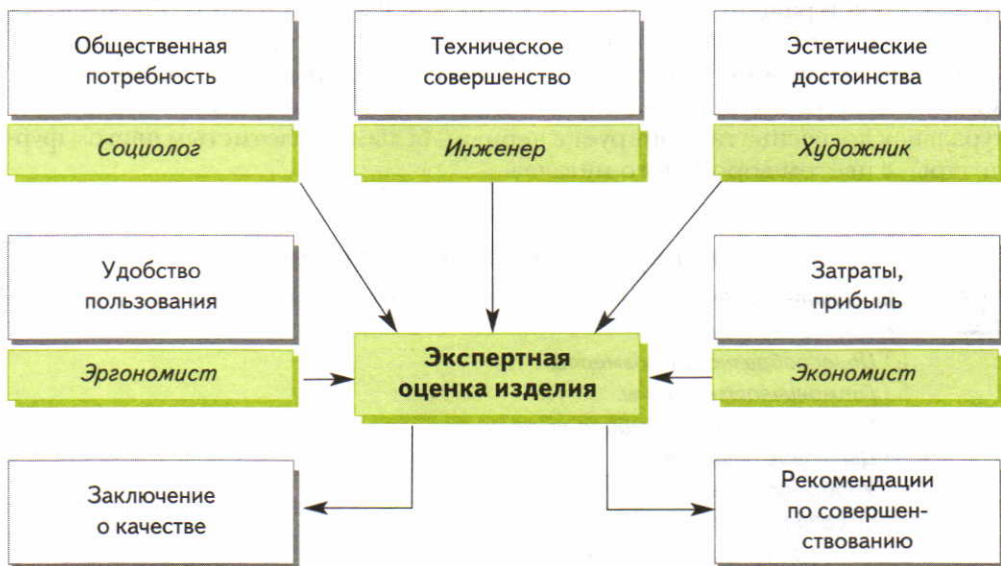 Общественная
потребность
Социолог
Техническое
совершенство
Инженер
Эстетические
достоинства
Художник
Удобство
пользования
Эргономист
Экспертная
оценка изделия
Затраты,
прибыль
Экономист
Заключение
о качестве
Рекомендации
по совершен-
ствованию